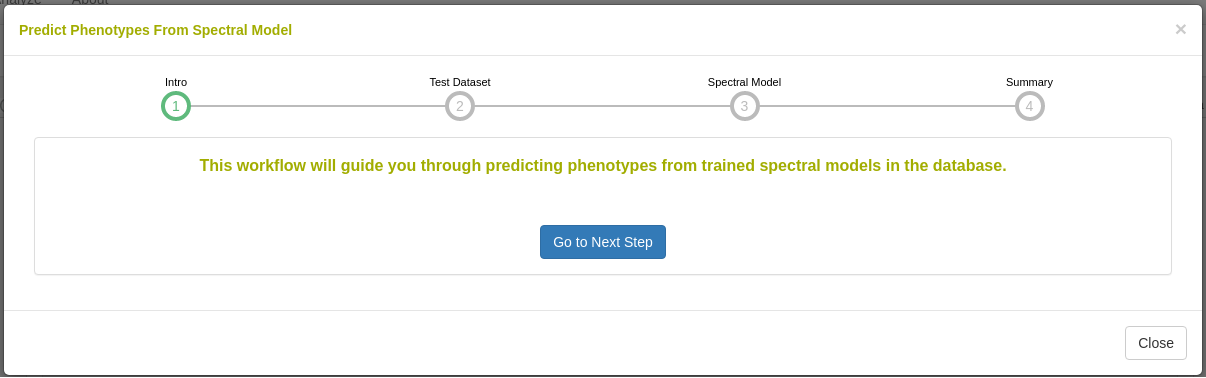 About
Predict Phenotypes From Spectral Model
×
Intro
Test Dataset
Spectral Model
Summary
1
2
3
4
This workflow will guide you through predicting phenotypes from trained spectral models in the database.
Go to Next Step
Close